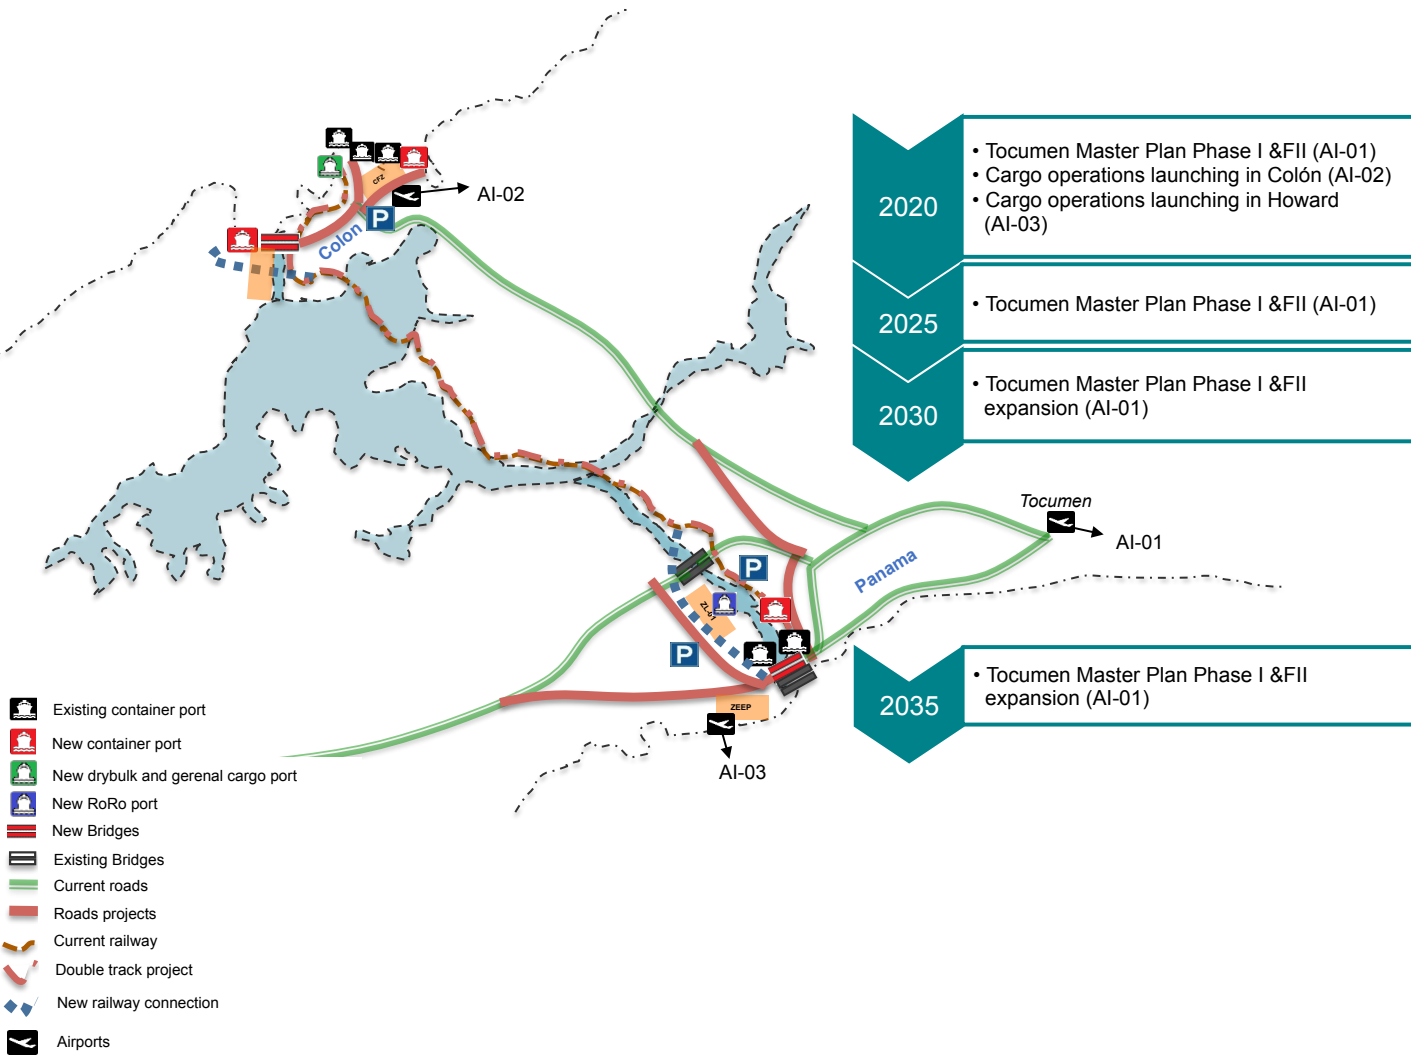 CFZ
AI-02
P
Colon
• Tocumen Master Plan Phase I &FII (AI-01)
• Cargo operations launching in Colón (AI-02)
• Cargo operations launching in Howard
(AI-03)
2020
• Tocumen Master Plan Phase I &FII (AI-01)
2025
• Tocumen Master Plan Phase I &FII
expansion (AI-01)
2030
Tocumen
AI-01
Panama
P
ZL-01
P
ZEEP
AI-03
• Tocumen Master Plan Phase I &FII
expansion (AI-01)
2035
Existing container port
New container port
New drybulk and gerenal cargo port
New RoRo port
New Bridges
Existing Bridges
Current roads
Roads projects
Current railway
Double track project
New railway connection
Airports